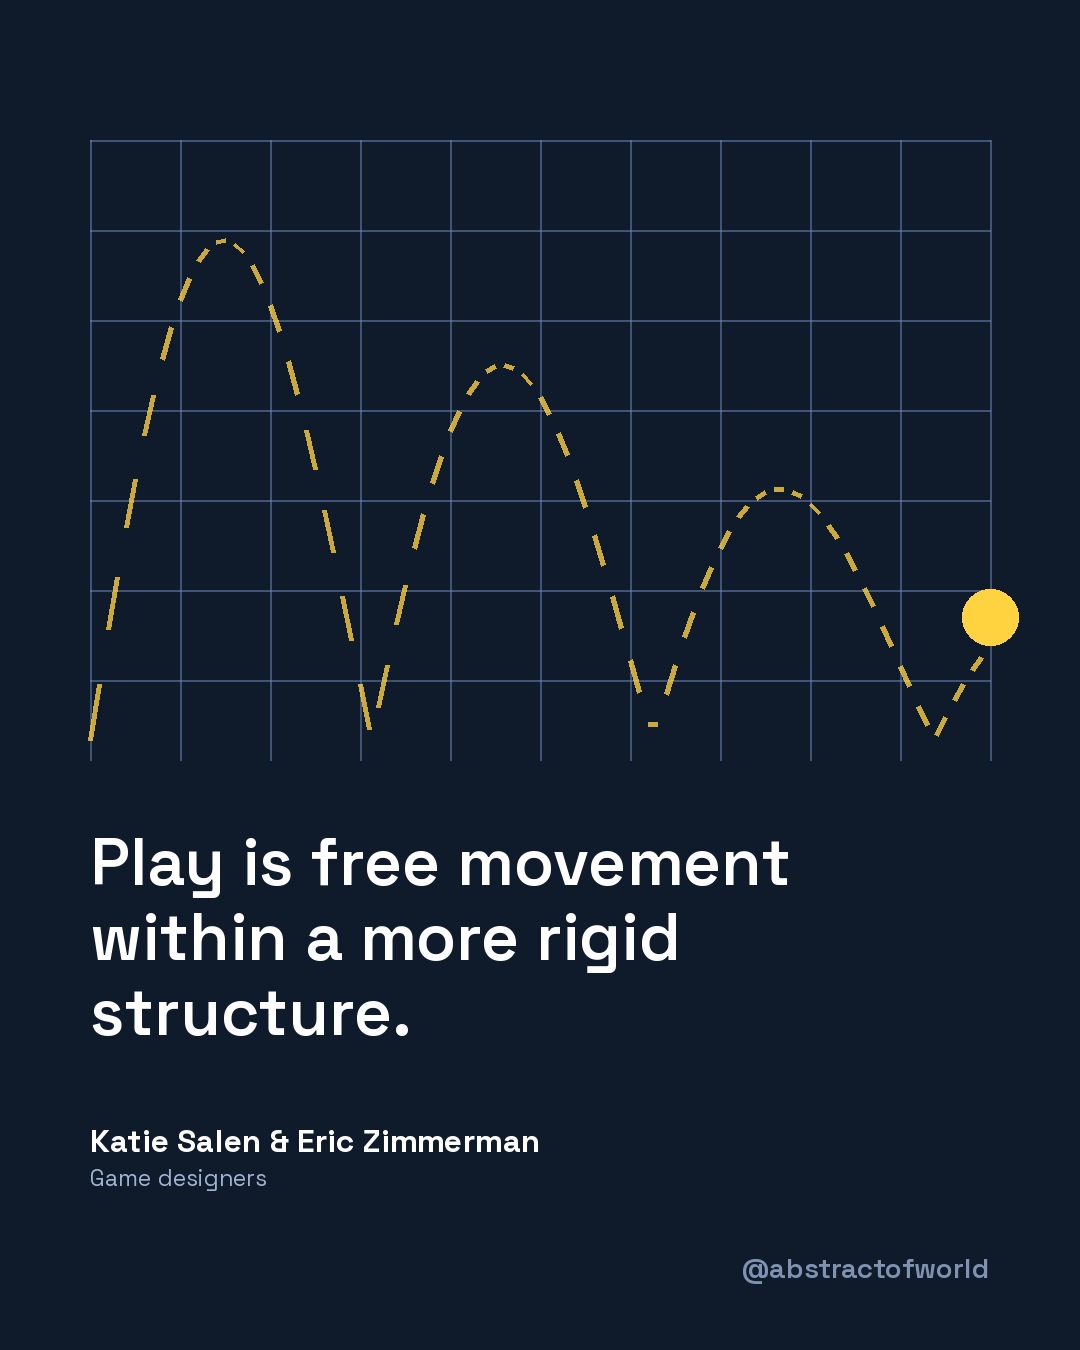 Play is free movement
within a more rigid
structure.
Katie Salen & Eric Zimmerman
Game designers
@abstractofworld